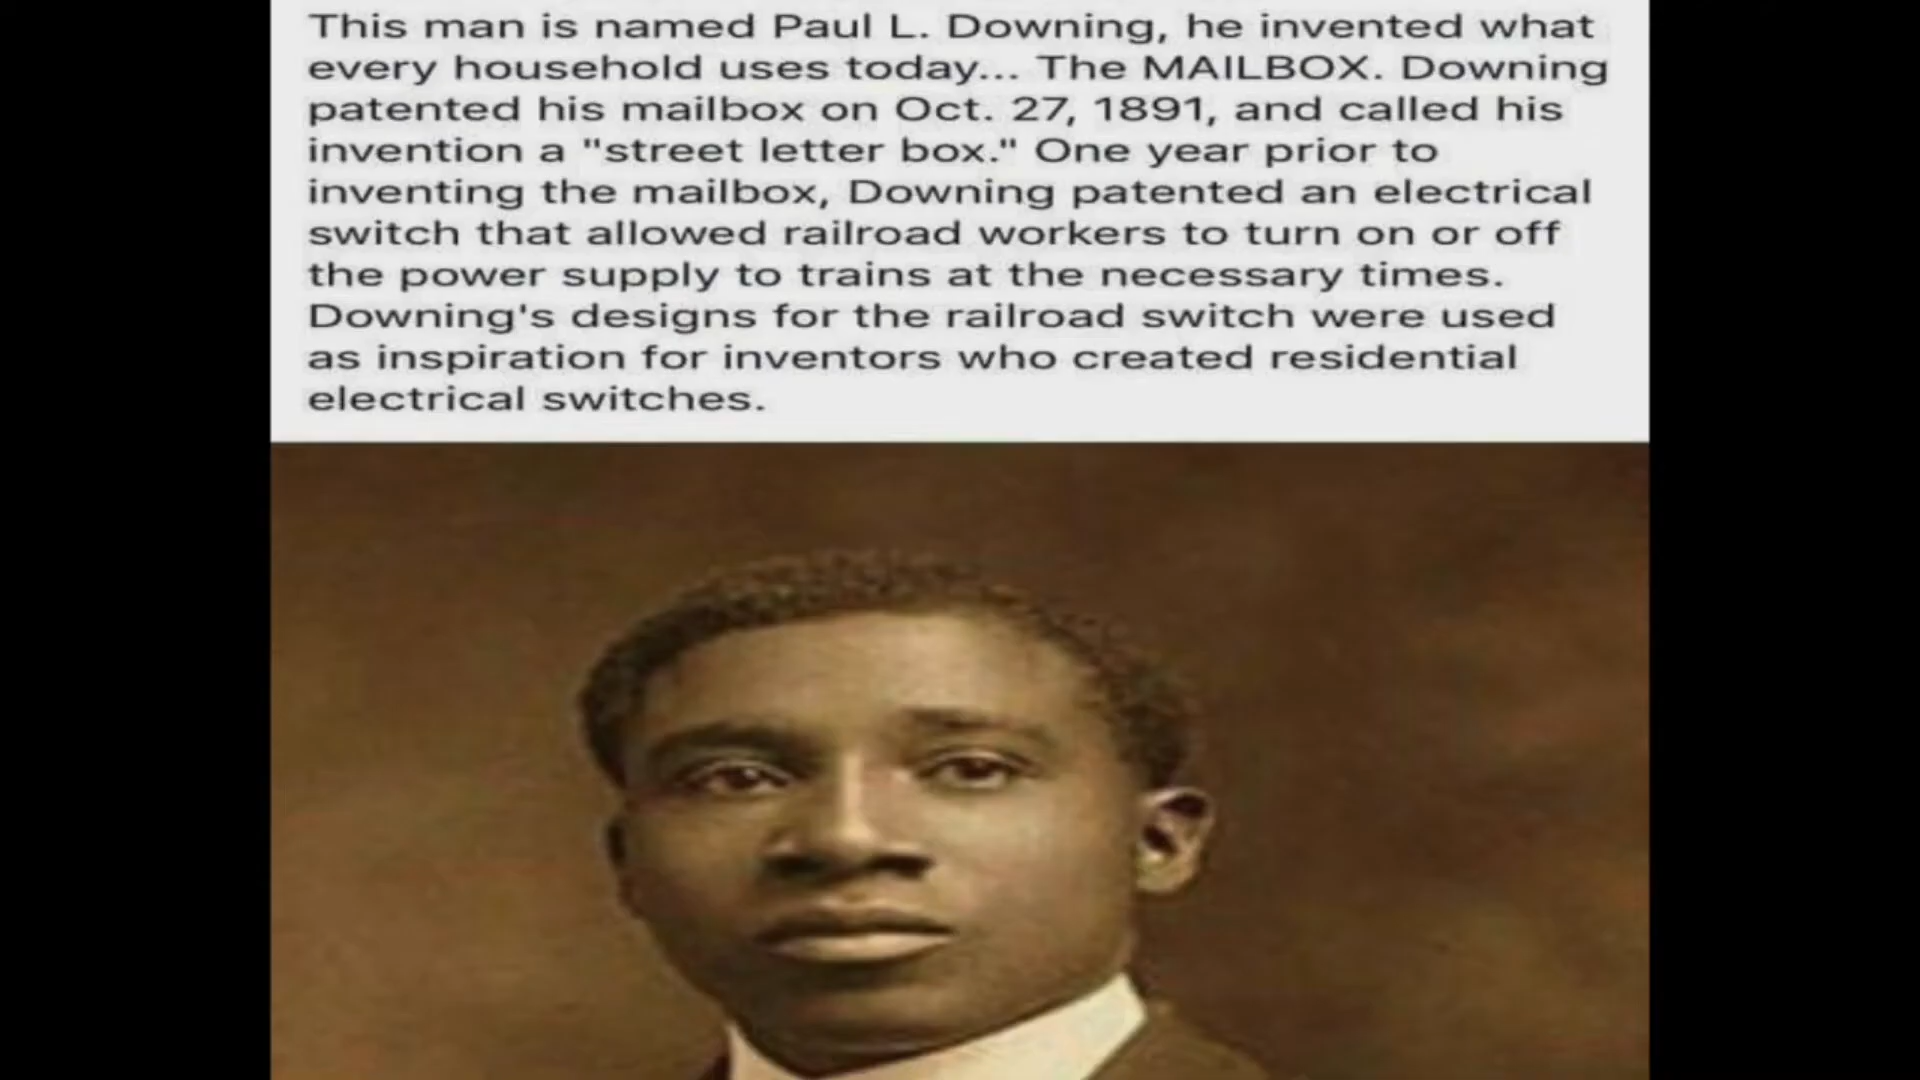 This man is named Paul L. Downing, he invented what
every household uses today... The MAILBOX. Downing
patented his mailbox on Oct. 27, 1891, and called his
invention a "street letter box." One year prior to
inventing the mailbox, Downing patented an electrical
switch that allowed railroad workers to turn on or off
the power supply to trains at the necessary times.
Downing's designs for the railroad switch were used
as inspiration for inventors who created residential
electrical switches.